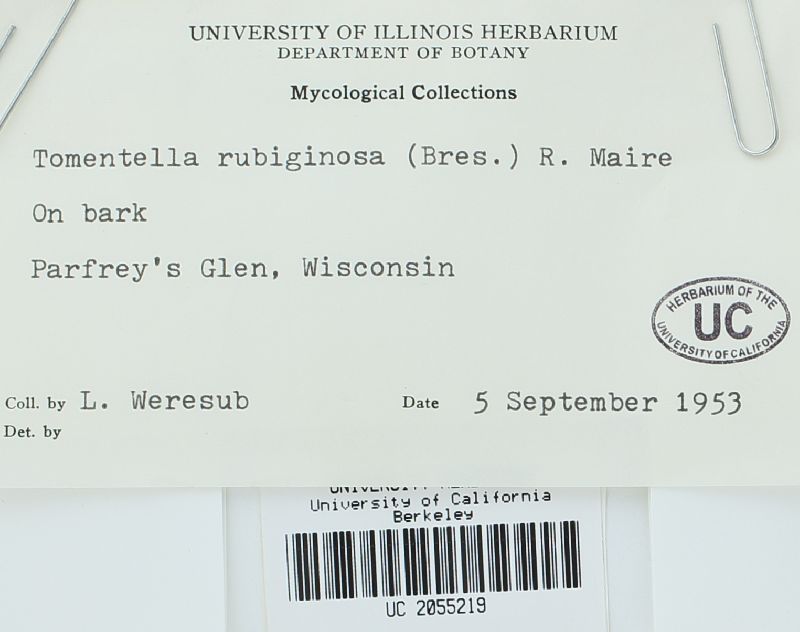 UNIVERSITY OF ILLINOIS HERBARIUM
DEPARTMENT OF BOTANY
Mycological Collections
Tomentella rubiginosa (Bres.) R. Maire
On bark
Parfrey's Glen, Wisconsin
HERBARIUM OF THE
UC
UNIVERSITY OF CALIFORNIA
Coll. by L. Weresub Date 5 September 1953
Det. by
University of California
Berkeley
UC 2055219